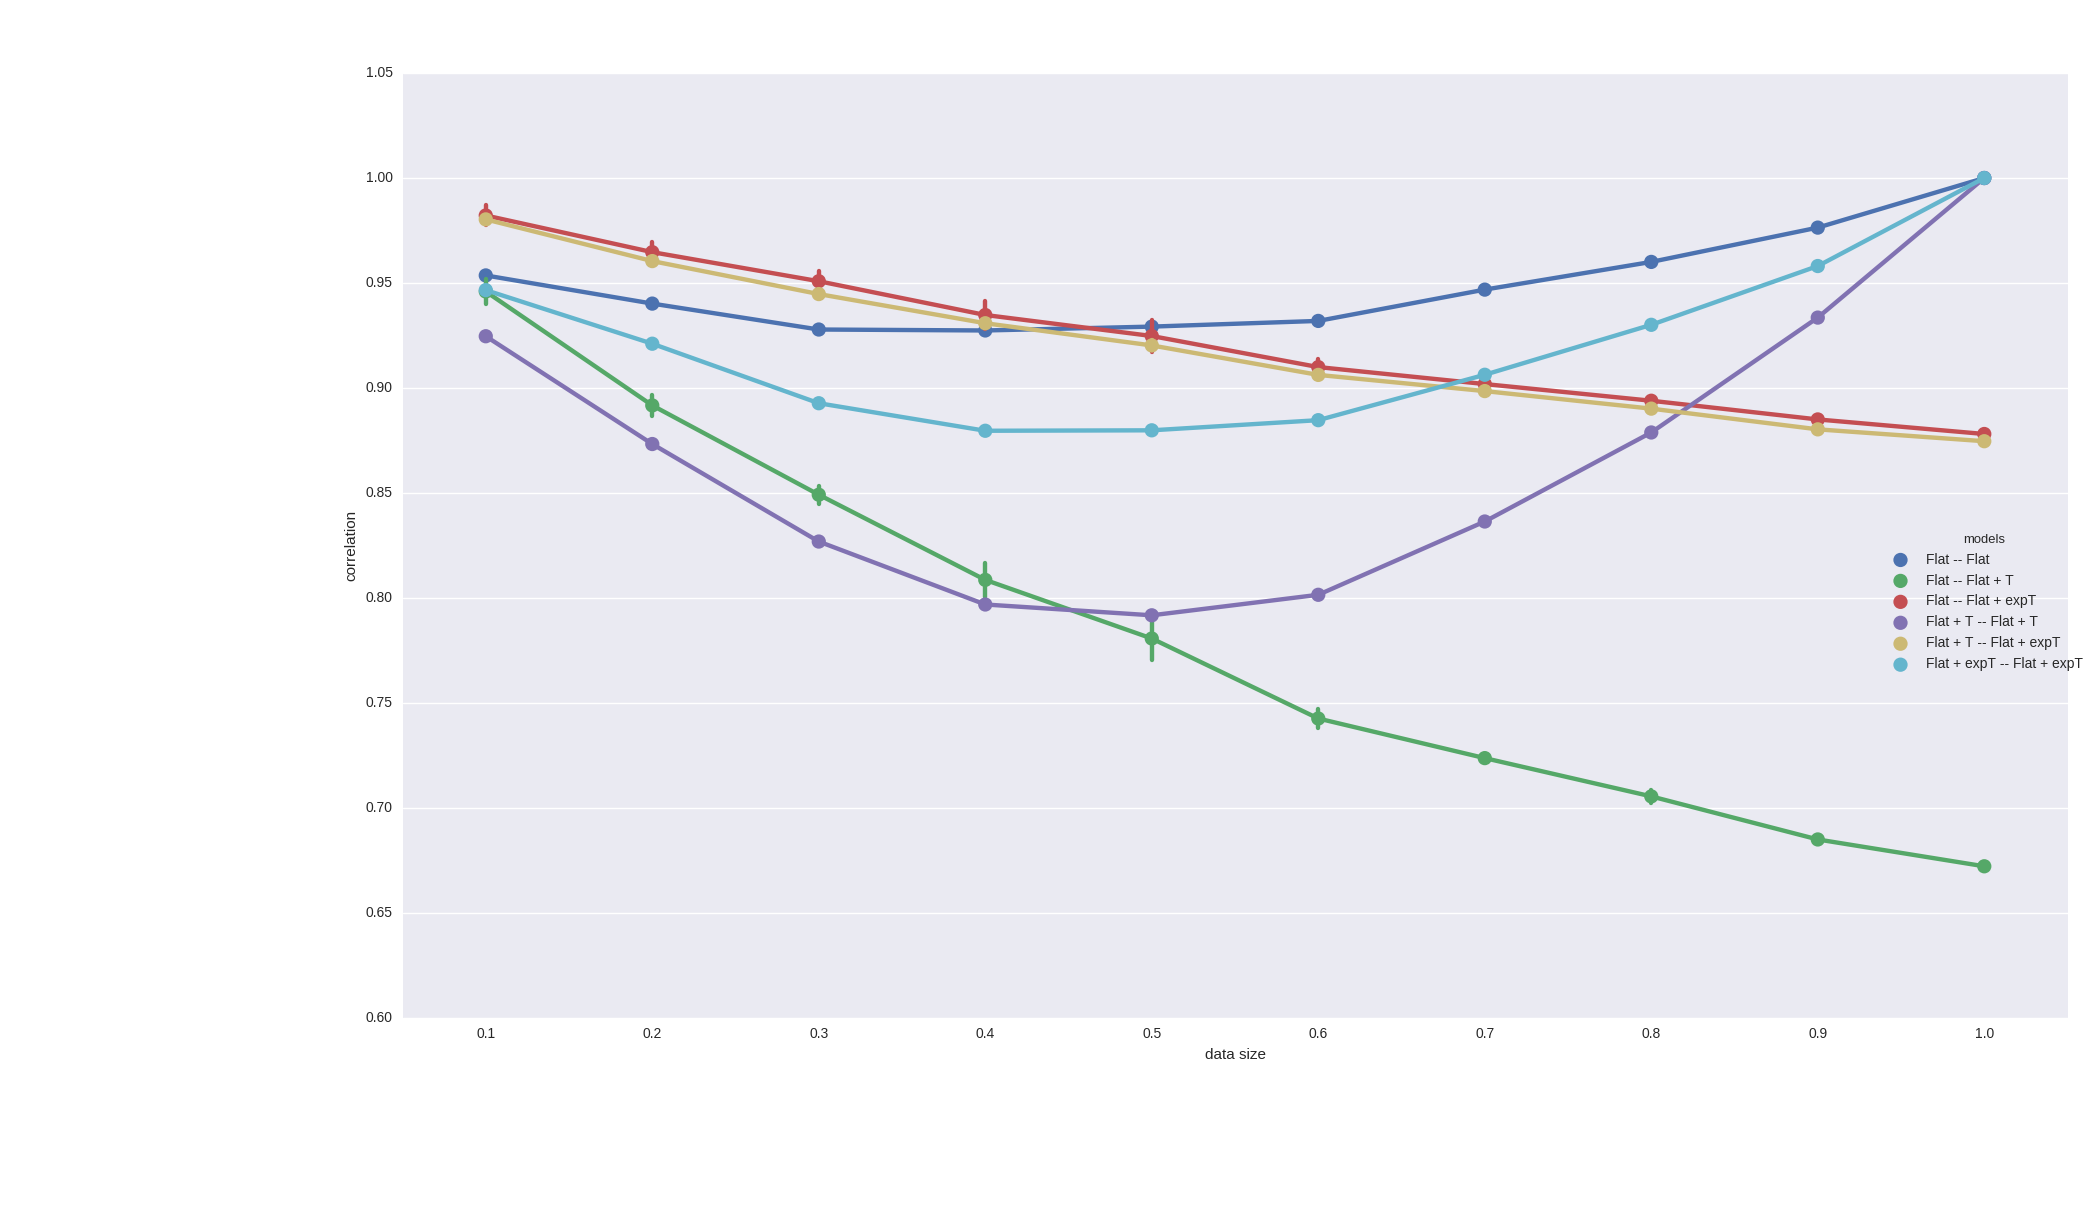 1.05
1.00
0.95
0.90
0.85
0.80
0.75
0.70
0.65
0.60
correlation
0.1 0.2 0.3 0.4 0.5 0.6 0.7 0.8 0.9 1.0
data size
models
Flat -- Flat
Flat -- Flat + T
Flat -- Flat + expT
Flat + T -- Flat + T
Flat + T -- Flat + expT
Flat + expT -- Flat + expT